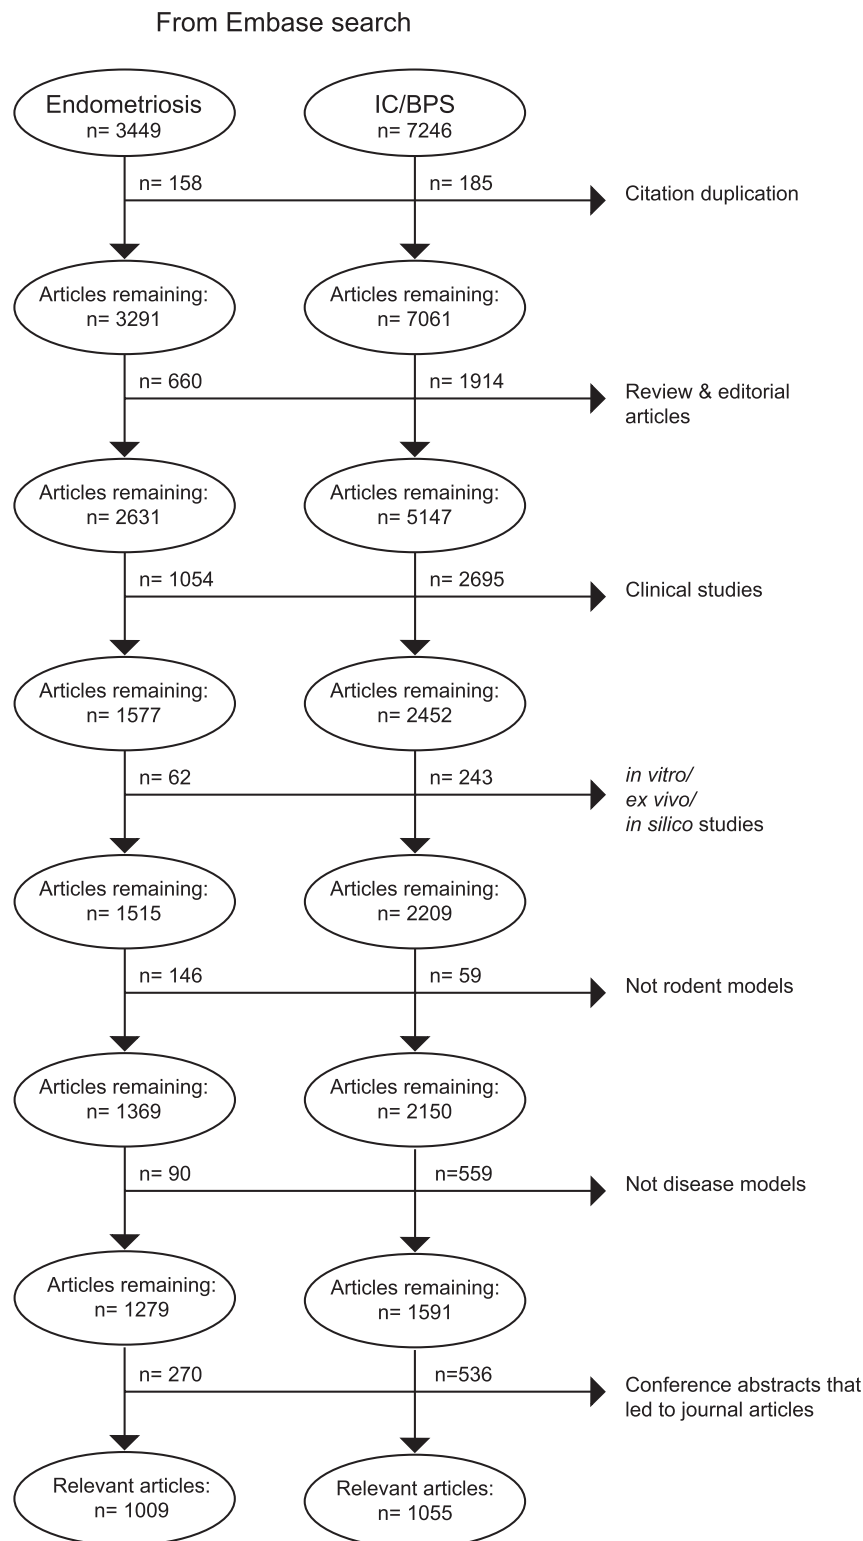 From Embase search
Endometriosis
n= 3449
IC/BPS
n= 7246
n= 158
n= 185
Citation duplication
Articles remaining:
n= 3291
Articles remaining:
n= 7061
n= 660
n= 1914
Review & editorial
articles
Articles remaining:
n= 2631
Articles remaining:
n= 5147
n= 1054
n= 2695
Clinical studies
Articles remaining:
n= 1577
Articles remaining:
n= 2452
n= 62
n= 243
in vitro/
ex vivo/
in silico studies
Articles remaining:
n= 1515
Articles remaining:
n= 2209
n= 146
n= 59
Not rodent models
Articles remaining:
n= 1369
Articles remaining:
n= 2150
n= 90
n=559
Not disease models
Articles remaining:
n= 1279
Articles remaining:
n= 1591
n= 270
n=536
Conference abstracts that
led to journal articles
Relevant articles:
n= 1009
Relevant articles:
n= 1055